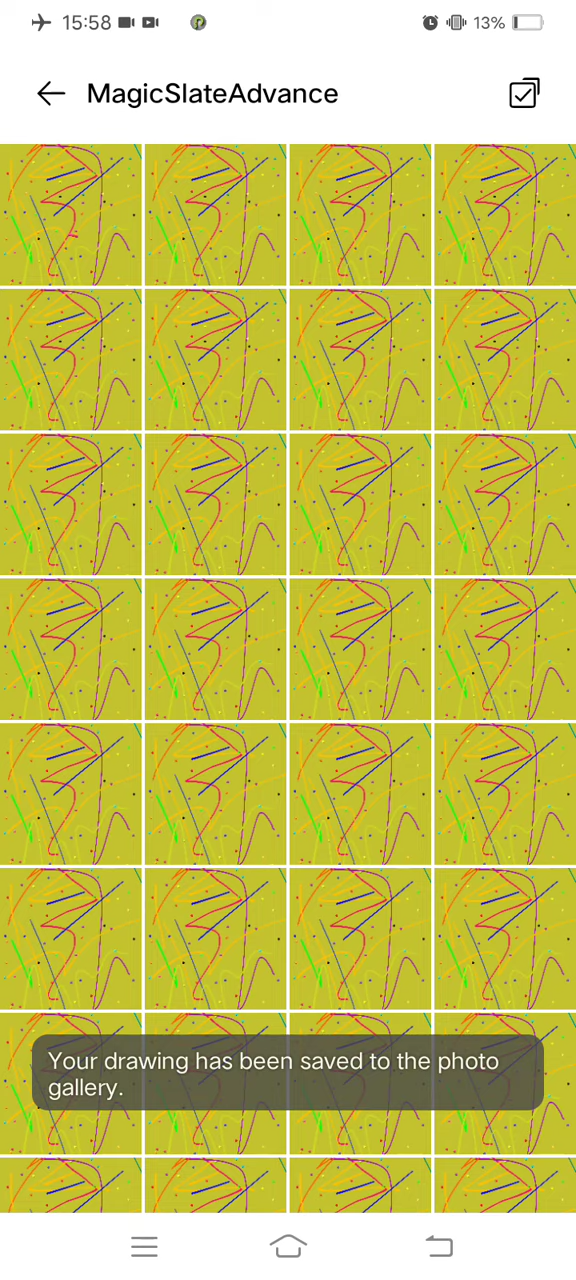 15:58
13%
MagicSlateAdvance
Your drawing has been saved to the photo
gallery.